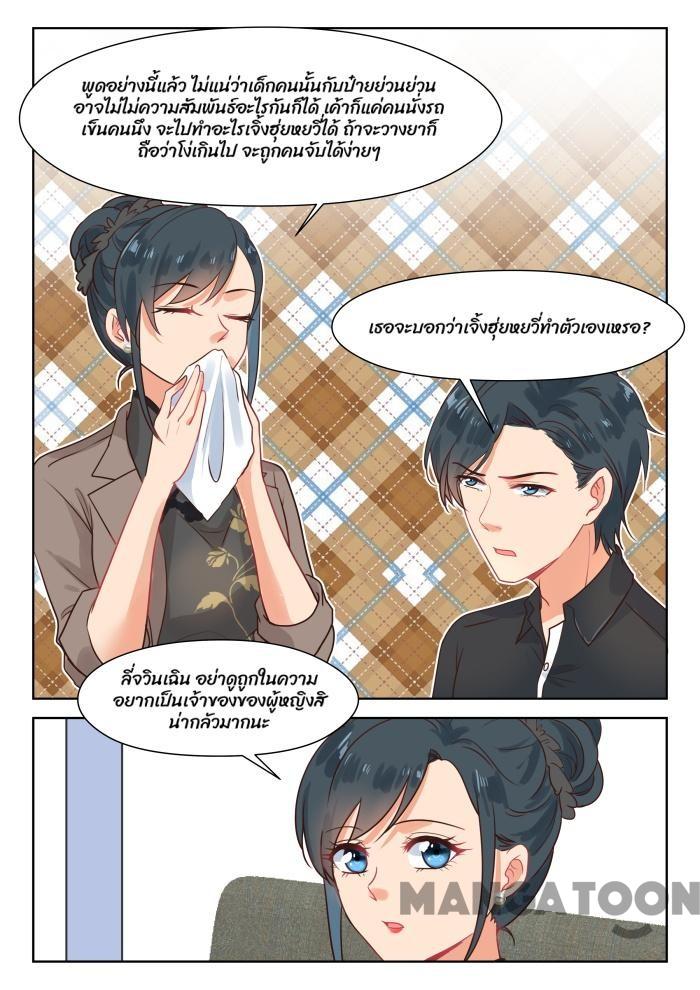 พูดอย่างนี้แล้ว ไม่แน่ว่าเด็กคนนั้นกับป๋ายย่วนย่วน
อาจไม่ไม่ความสัมพันธ์อะไรกันก็ได้ เค้าก็แค่คนนั่งรถ
เข็นคนนึง จะไปทำอะไรเจิ้งฮุ่ยหยวี่ได้ ถ้าจะวางยาก็
ถือว่าโง่เกินไป จะถูกคนจับได้ง่ายๆ
เธอจะบอกว่าเจิ้งฮุ่ยหยวี่ทำตัวเองเหรอ?
ลี่จวินเฉิน อย่าดูถูกในความ
อยากเป็นเจ้าของของผู้หญิงสิ
น่ากลัวมากนะ
MANGATOON